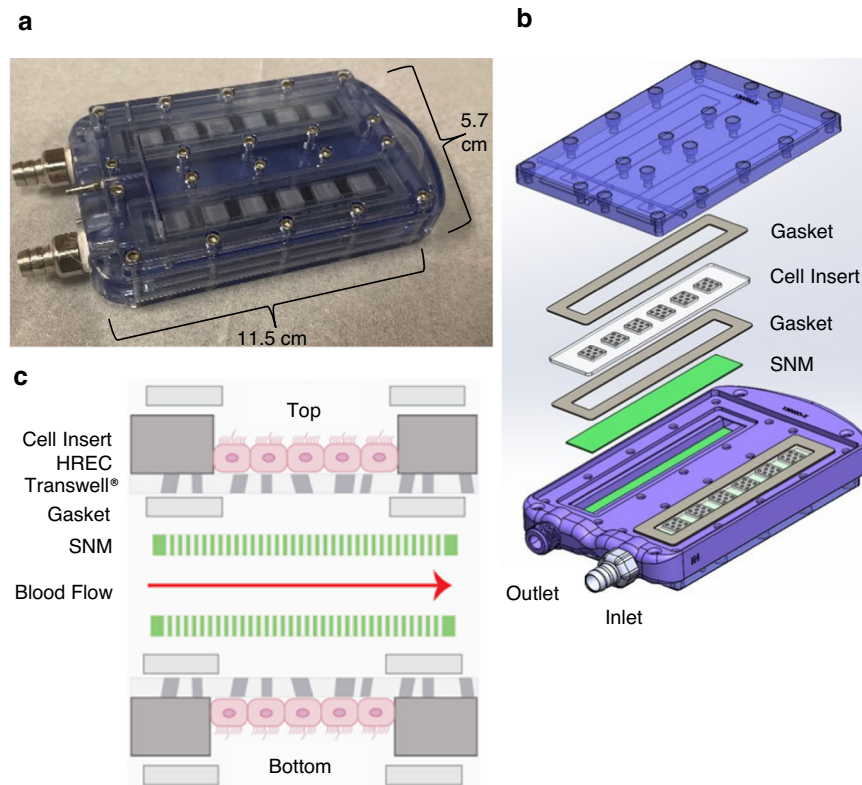 a
5.7
cm
11.5 cm
b
Gasket
Cell Insert
Gasket
SNM
Outlet
Inlet
c
Top
Cell Insert
HREC
Transwell®
Gasket
SNM
Blood Flow
Bottom